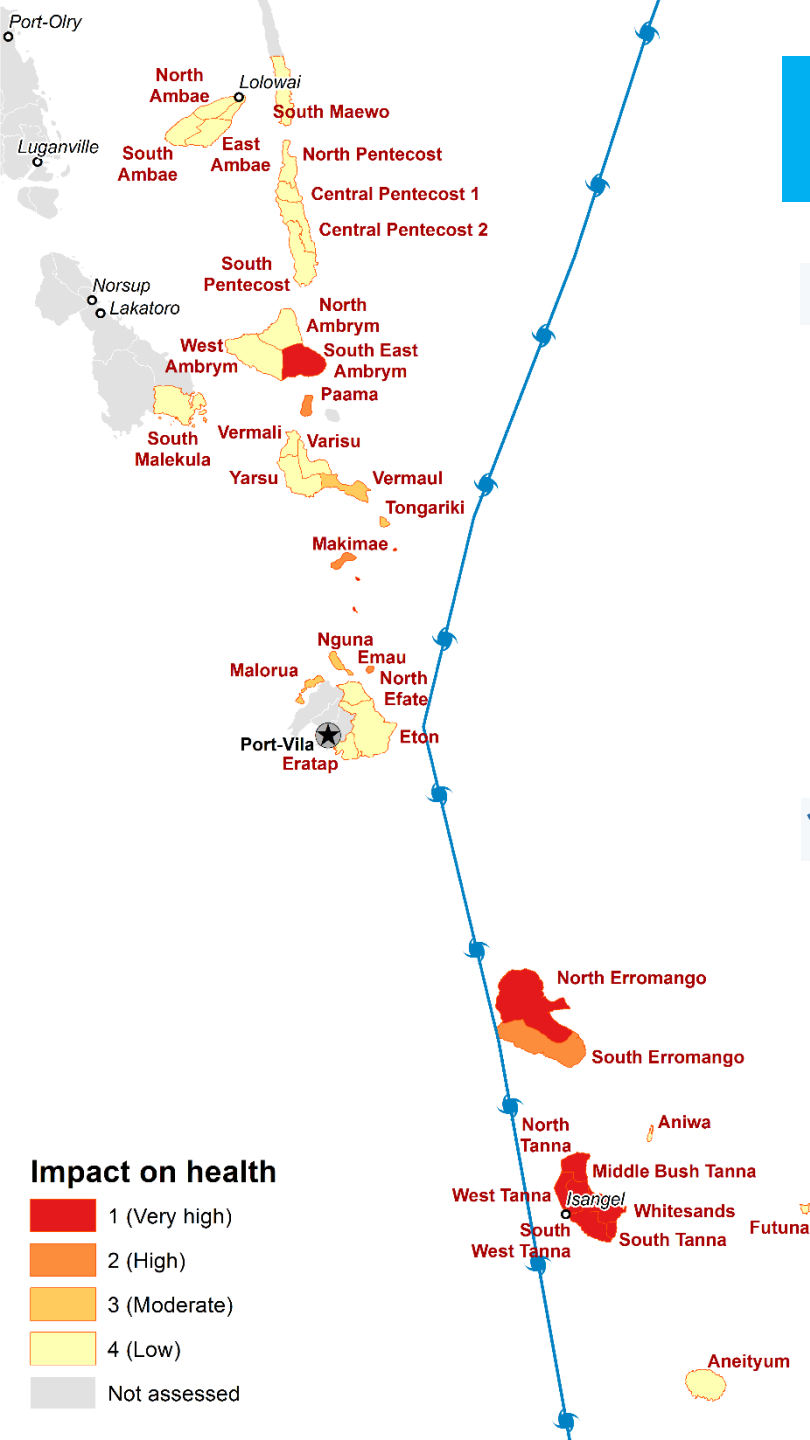 Port-Olry
North
Ambae
Lolowai
South Maewo
Luganville
South
Ambae
East
Ambae
North Pentecost
Central Pentecost 1
Central Pentecost 2
South
Pentecost
Norsup
Lakatoro
North
Ambrym
West
Ambrym
South East
Ambrym
Paama
South
Malekula
Vermali
Varisu
Yarsu
Vermaul
Tongariki
Makimae
Nguna
Emau
Malorua
North
Efate
Eton
Port-Vila
Eratap
North Erromango
South Erromango
Aniwa
North
Tanna
Middle Bush Tanna
West Tanna
Isangel
Whitesands
South
West Tanna
South Tanna
Futuna
Aneityum
Impact on health
1 (Very high)
2 (High)
3 (Moderate)
4 (Low)
Not assessed